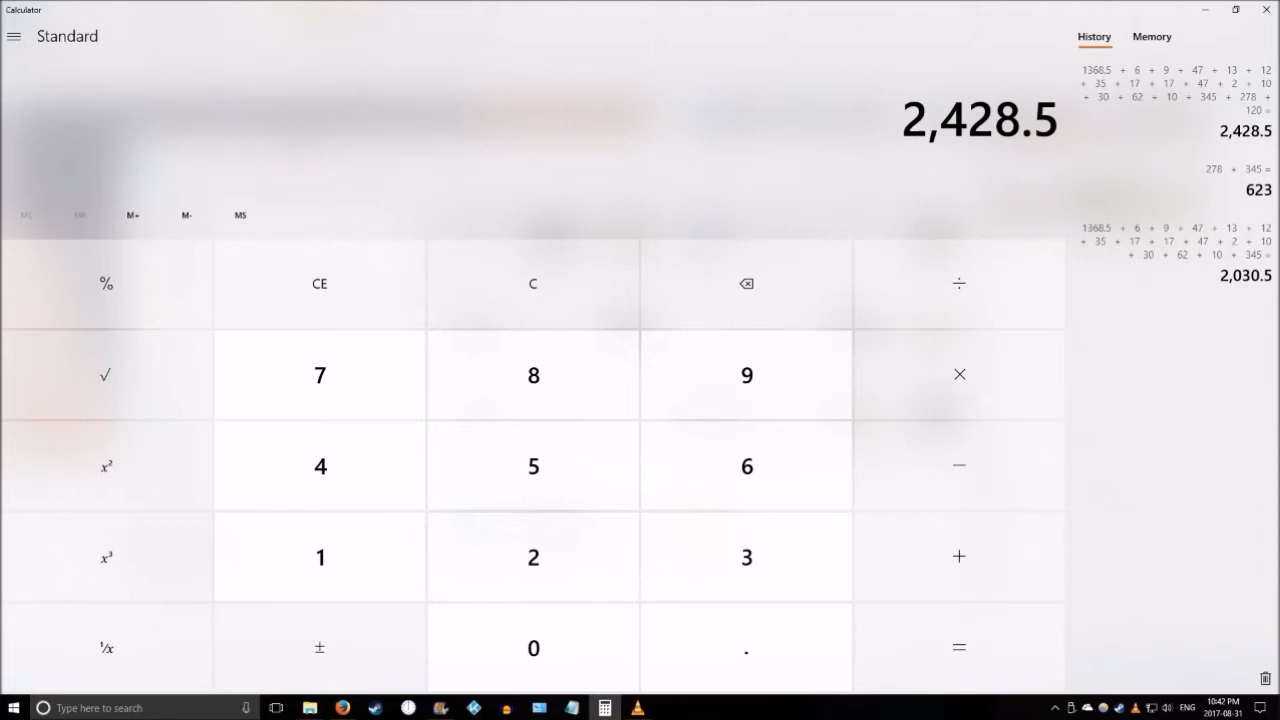 Calculator
Standard
History Memory
1368.5 + 6 + 9 + 47 + 13 + 12
+ 35 + 17 + 17 + 47 + 2 + 10
+ 30 + 62 + 10 + 345 + 278 +
120 =
2,428.5
2,428.5
278 + 345 =
623
1368.5 + 6 + 9 + 47 + 13 + 12
+ 35 + 17 + 17 + 47 + 2 + 10
+ 30 + 62 + 10 + 345 =
2,030.5
MC MR M+ M- MS
% CE C ÷
√ 7 8 9 ×
x² 4 5 6 −
x³ 1 2 3 +
¹/x ± 0 . =
Type here to search
ENG
10:42 PM
2017-08-31